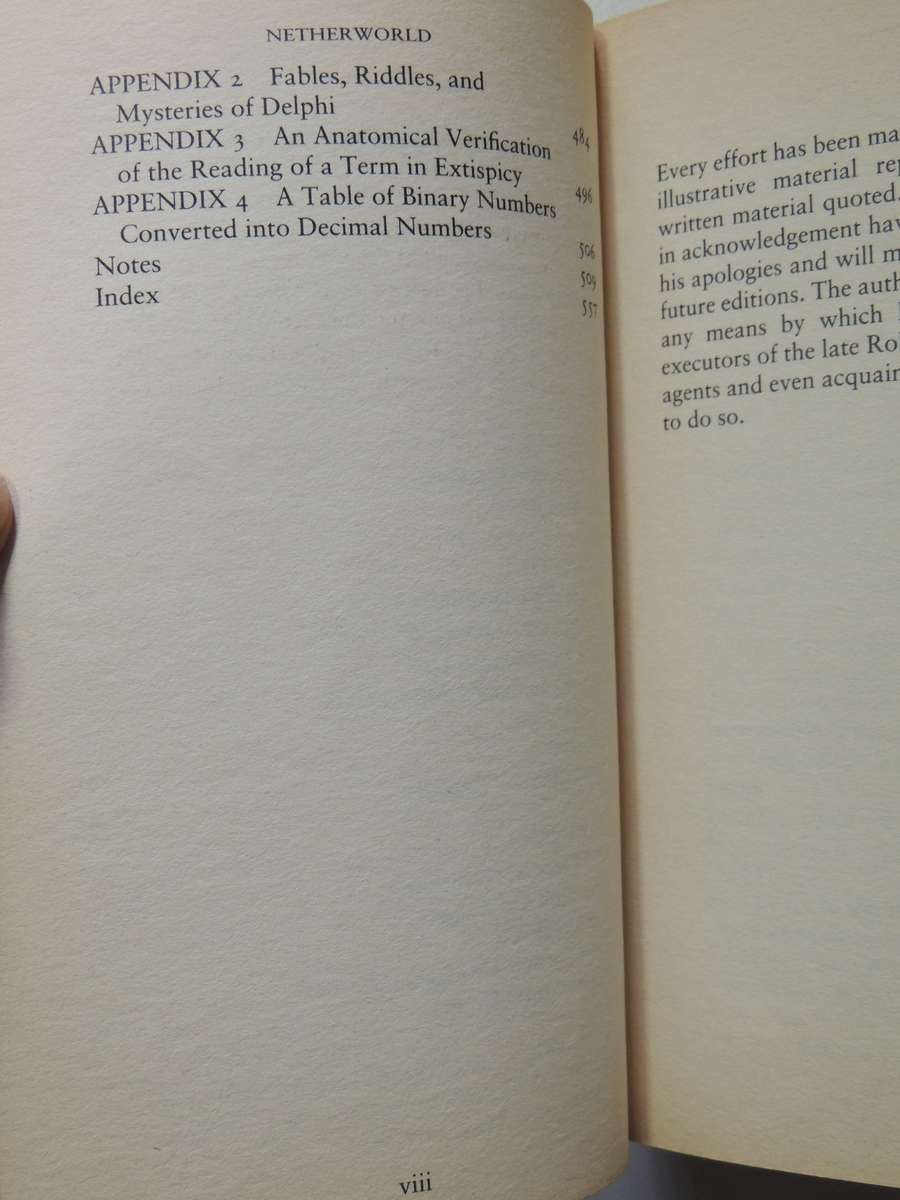 NETHERWORLD
APPENDIX 2 Fables, Riddles, and
Mysteries of Delphi 484
APPENDIX 3 An Anatomical Verification
of the Reading of a Term in Extispicy 496
APPENDIX 4 A Table of Binary Numbers
Converted into Decimal Numbers 506
Notes 509
Index 557
viii
Every effort has been ma
illustrative material rep
written material quoted.
in acknowledgement hav
his apologies and will m
future editions. The auth
any means by which
executors of the late Ro
agents and even acquain
to do so.